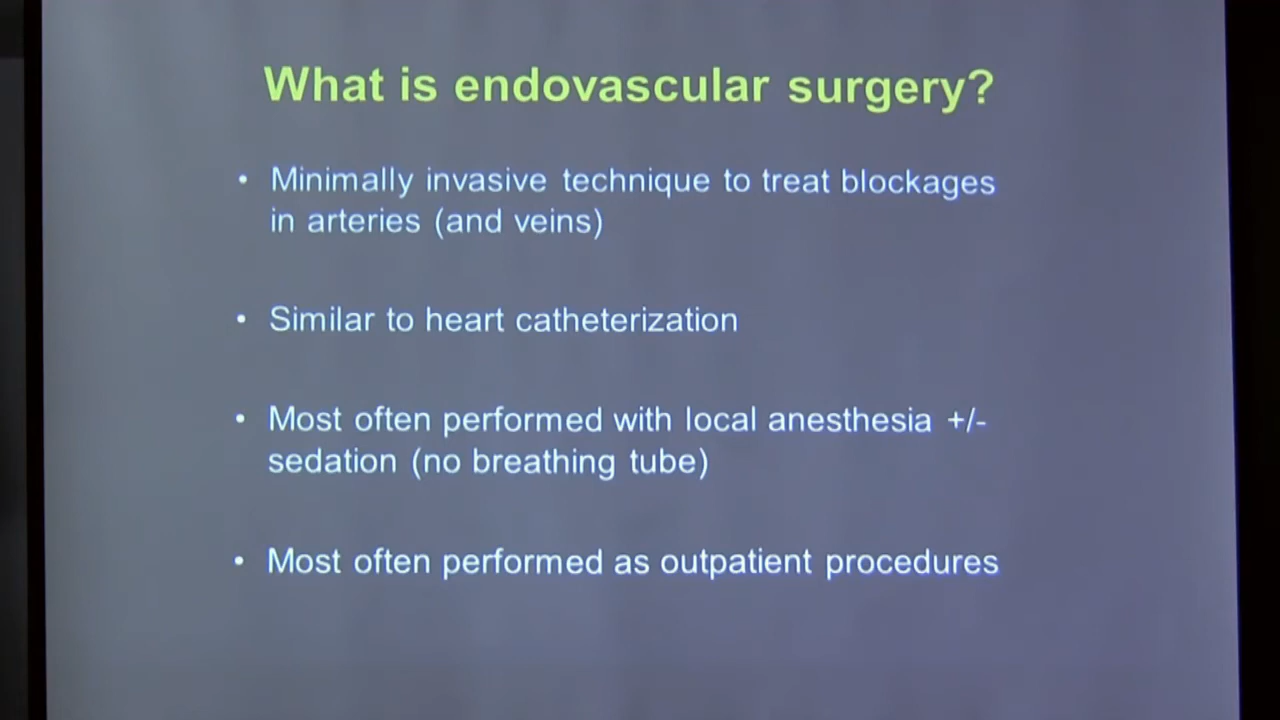 What is endovascular surgery?
• Minimally invasive technique to treat blockages
in arteries (and veins)
• Similar to heart catheterization
• Most often performed with local anesthesia +/-
sedation (no breathing tube)
• Most often performed as outpatient procedures